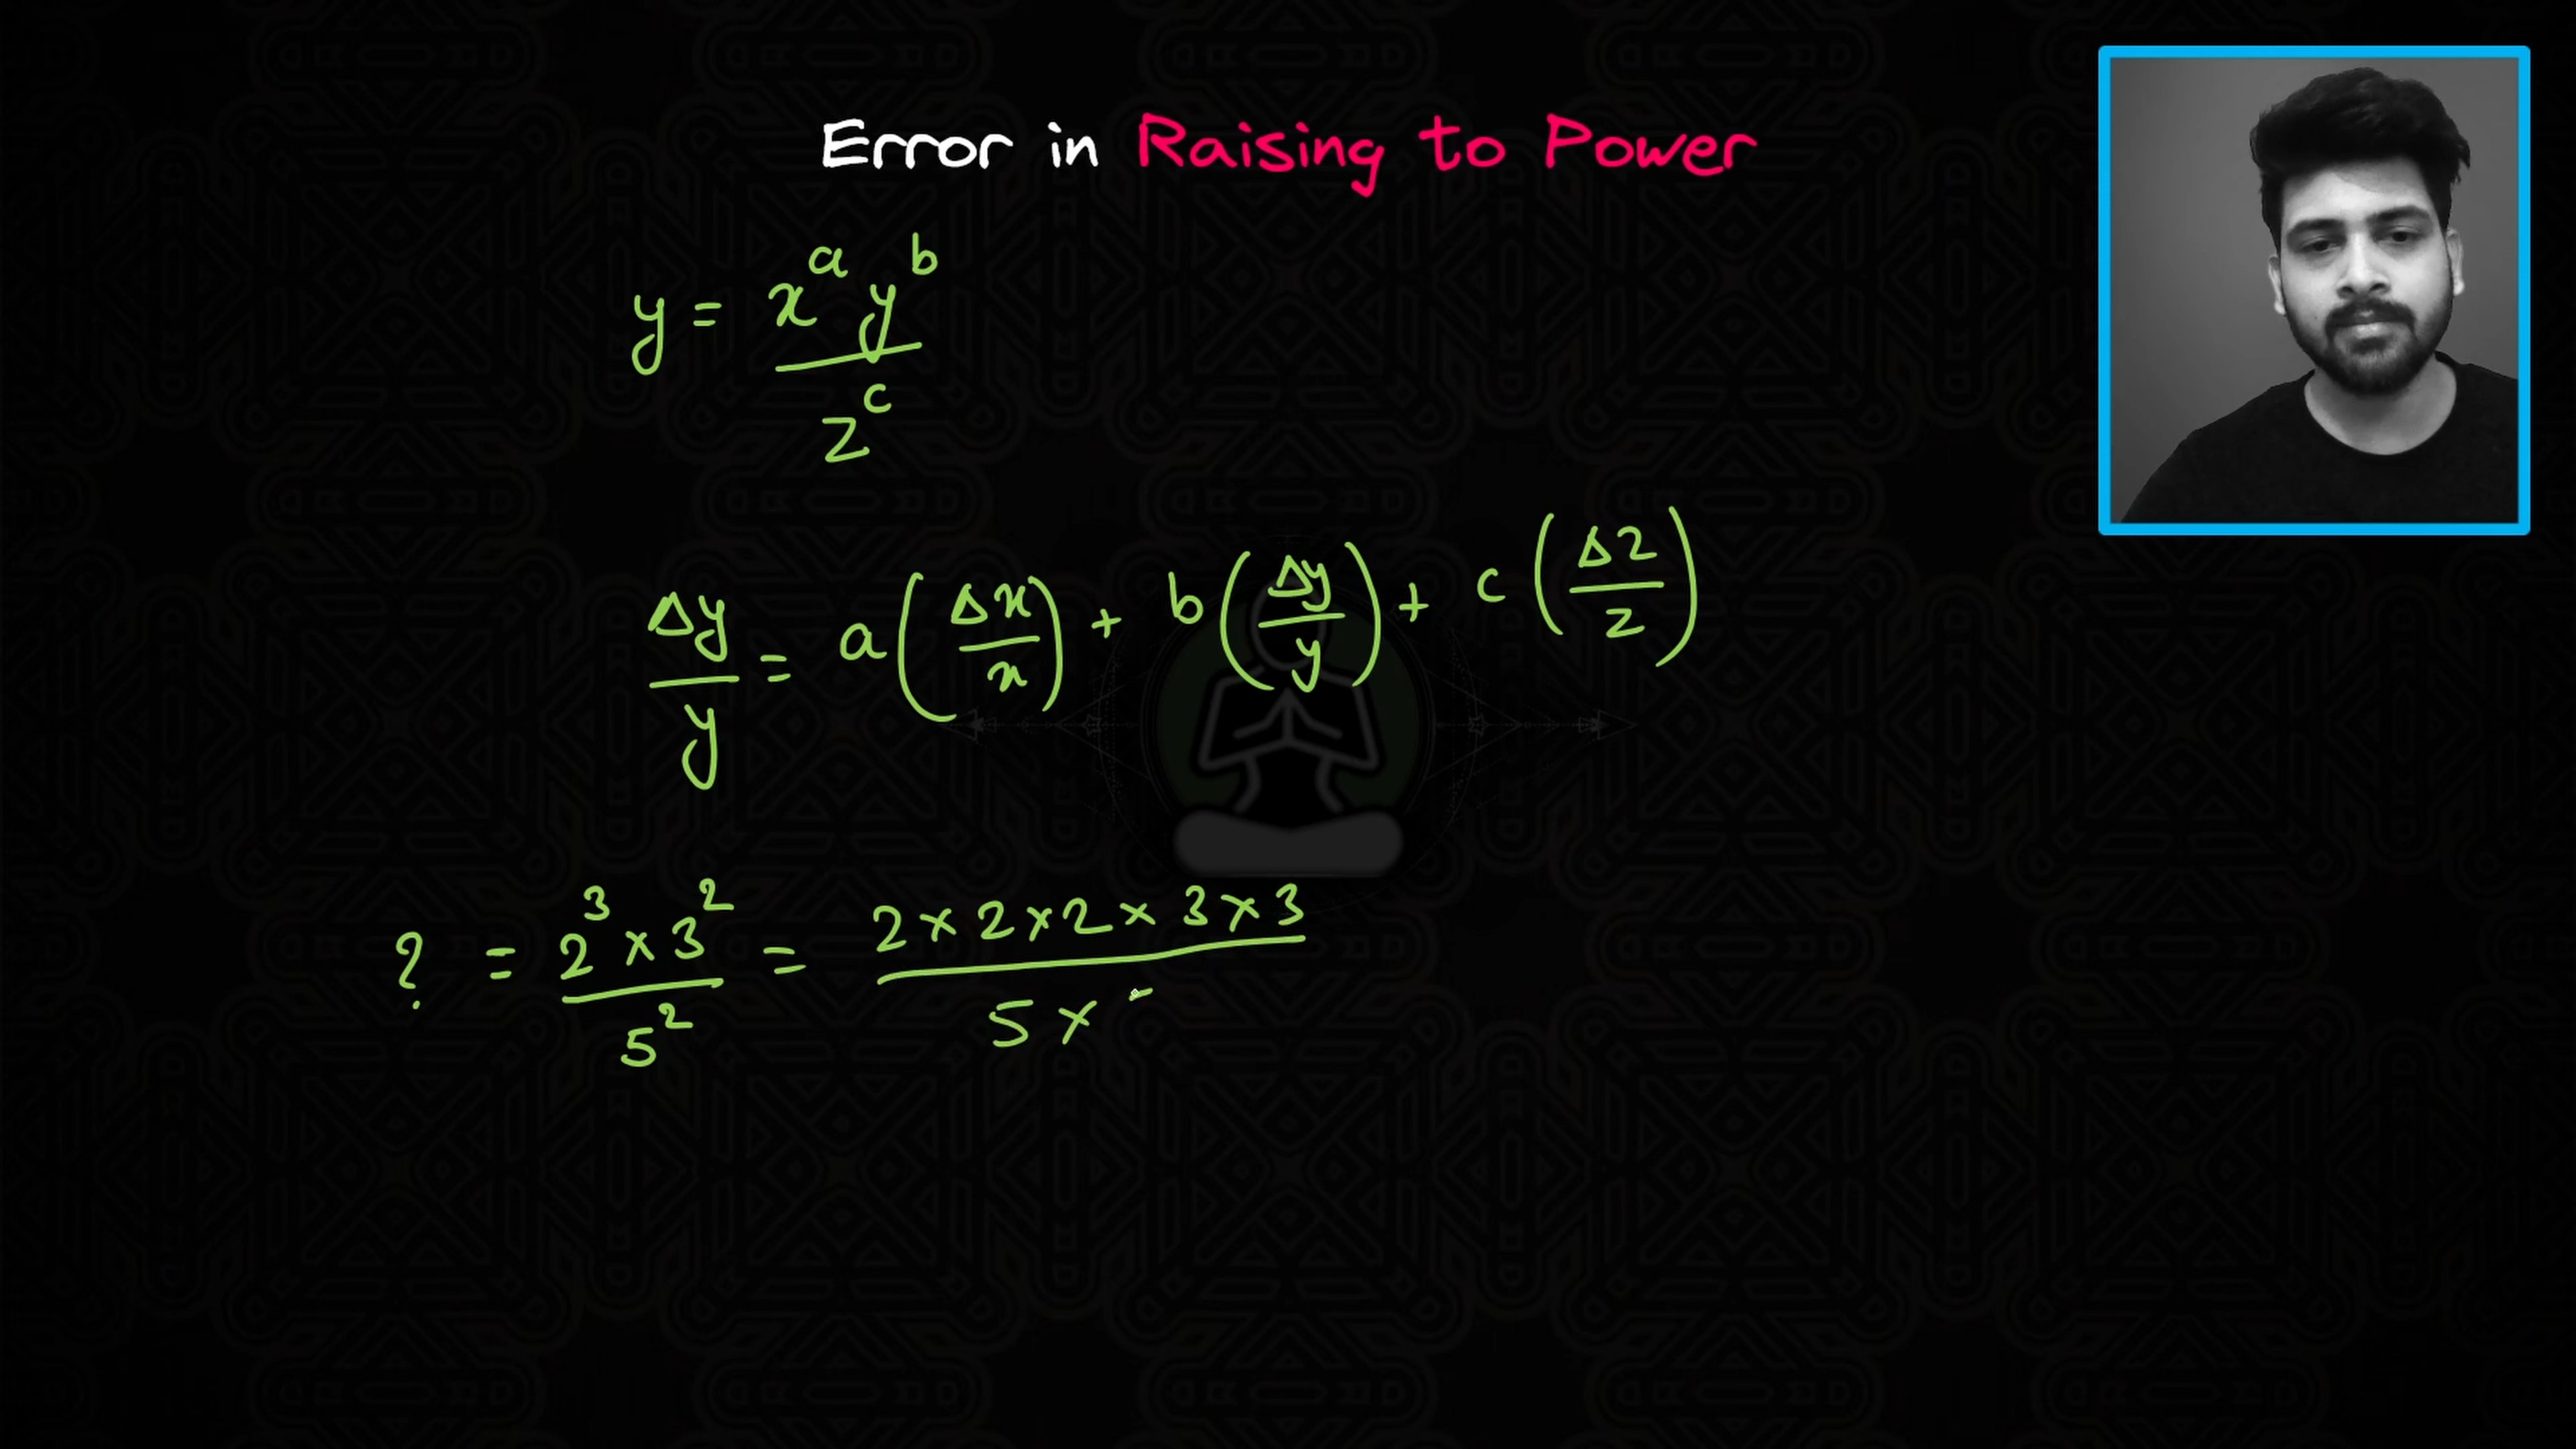 Error in Raising to Power
y = x^a y^b / z^c
Δy/y = a(Δx/x) + b(Δy/y) + c(Δz/z)
? = 2^3 × 3^2 / 5^2 = 2 × 2 × 2 × 3 × 3 / 5 ×